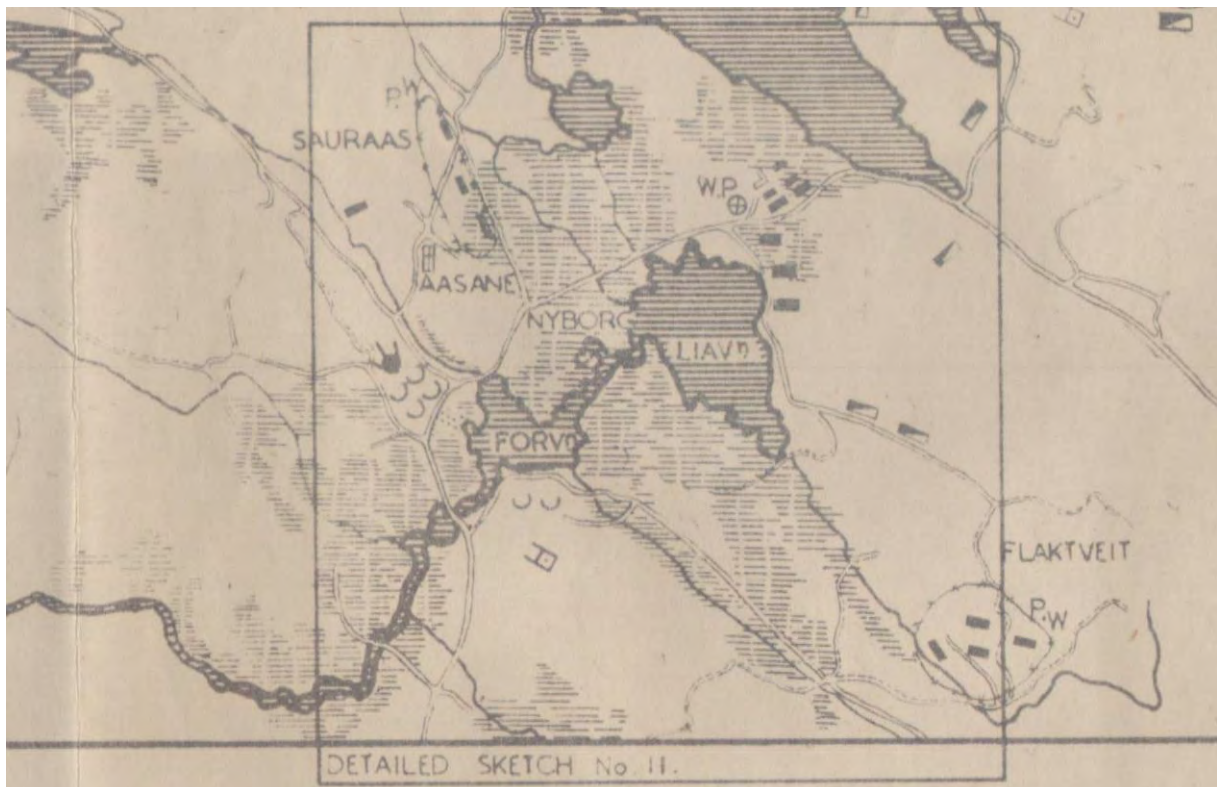 P.W
SAURAAS
W.P.
AASANE
NYBORG
LIAVN
FORVN
FLAKTVEIT
P.W
DETAILED SKETCH No. 11.